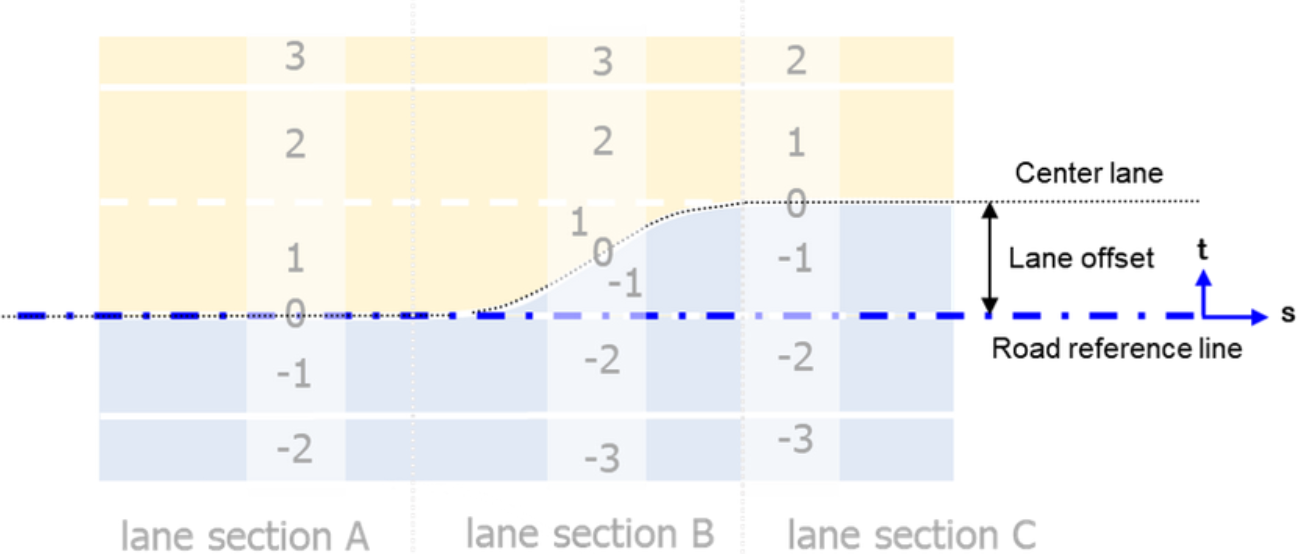 3 3 2
2 2 1
Center lane
1 0
1 0 -1 Lane offset t
0 -1 s
Road reference line
-1 -2 -2
-2 -3 -3
lane section A lane section B lane section C